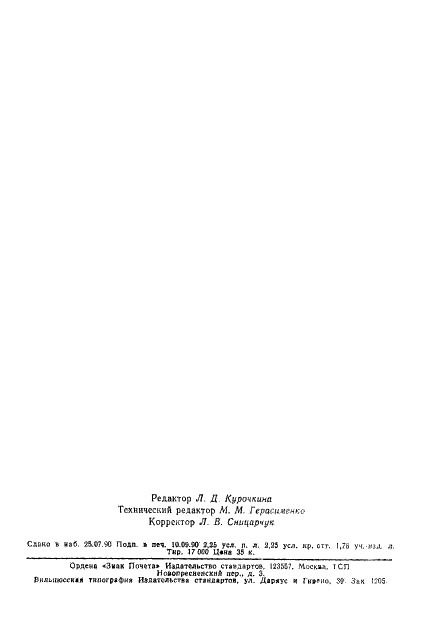 Редактор Л. Д. Курочкина
Технический редактор М. М. Герасименко
Корректор Л. В. Сницарчук
Сдано в наб. 25.07.90 Подп. в печ. 10.09.90 2,25 усл. п. л. 2,25 усл. кр.-отт. 1,76 уч.-изд. л.
Тир. 17 000 Цена 35 к.
Ордена «Знак Почета» Издательство стандартов, 123557, Москва, ГСП
Новопресненский пер., д. 3.
Вильнюсская типография Издательства стандартов, ул. Даряус и Гирено, 39. Зак 1205.